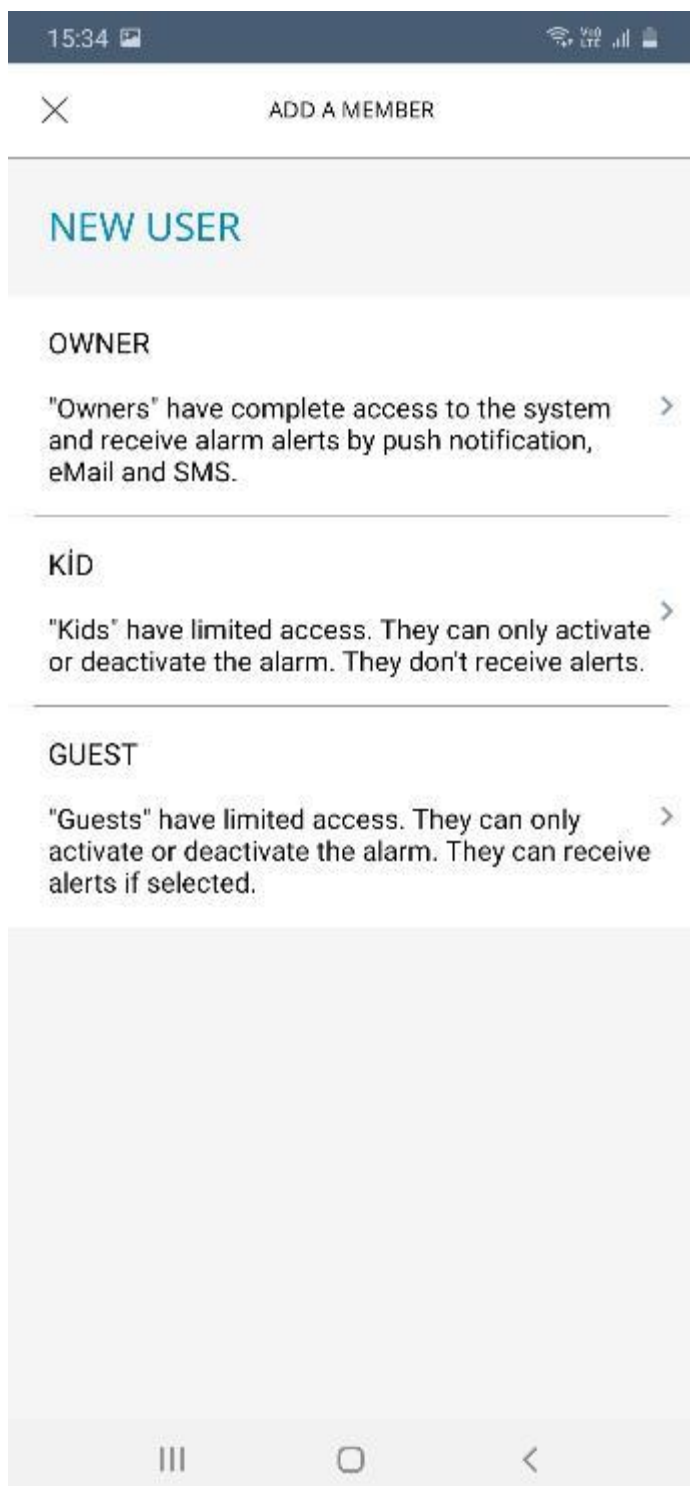 15:34
VoO LTE
ADD A MEMBER
NEW USER
OWNER
"Owners" have complete access to the system
and receive alarm alerts by push notification,
eMail and SMS.
KİD
"Kids" have limited access. They can only activate
or deactivate the alarm. They don't receive alerts.
GUEST
"Guests" have limited access. They can only
activate or deactivate the alarm. They can receive
alerts if selected.